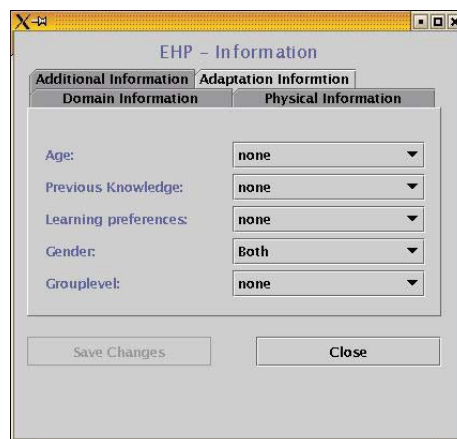 EHP – Information
Additional Information Adaptation Informtion
Domain Information Physical Information
Age: none
Previous Knowledge: none
Learning preferences: none
Gender: Both
Grouplevel: none
Save Changes Close